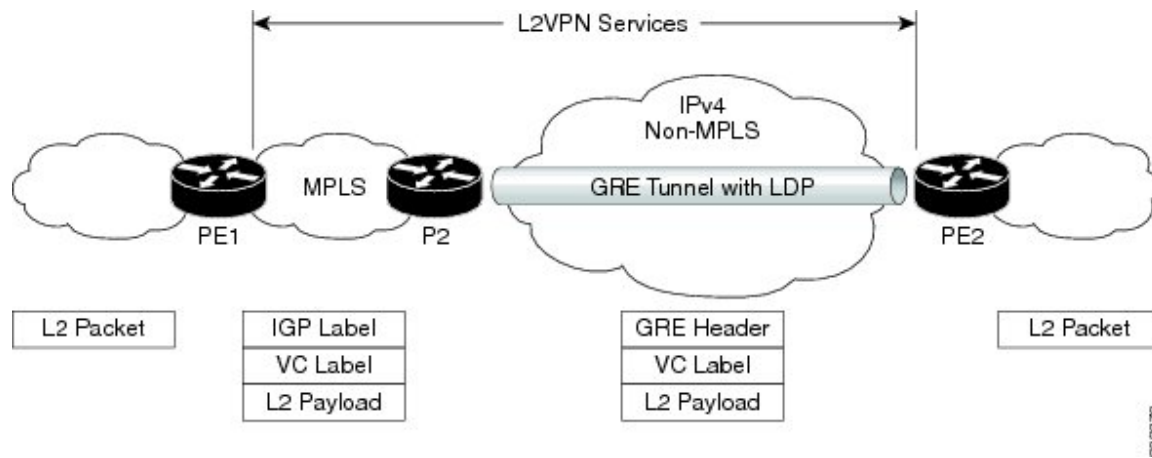 L2VPN Services
IPv4
Non-MPLS
MPLS
GRE Tunnel with LDP
PE1
P2
PE2
L2 Packet
IGP Label
VC Label
L2 Payload
GRE Header
VC Label
L2 Payload
L2 Packet